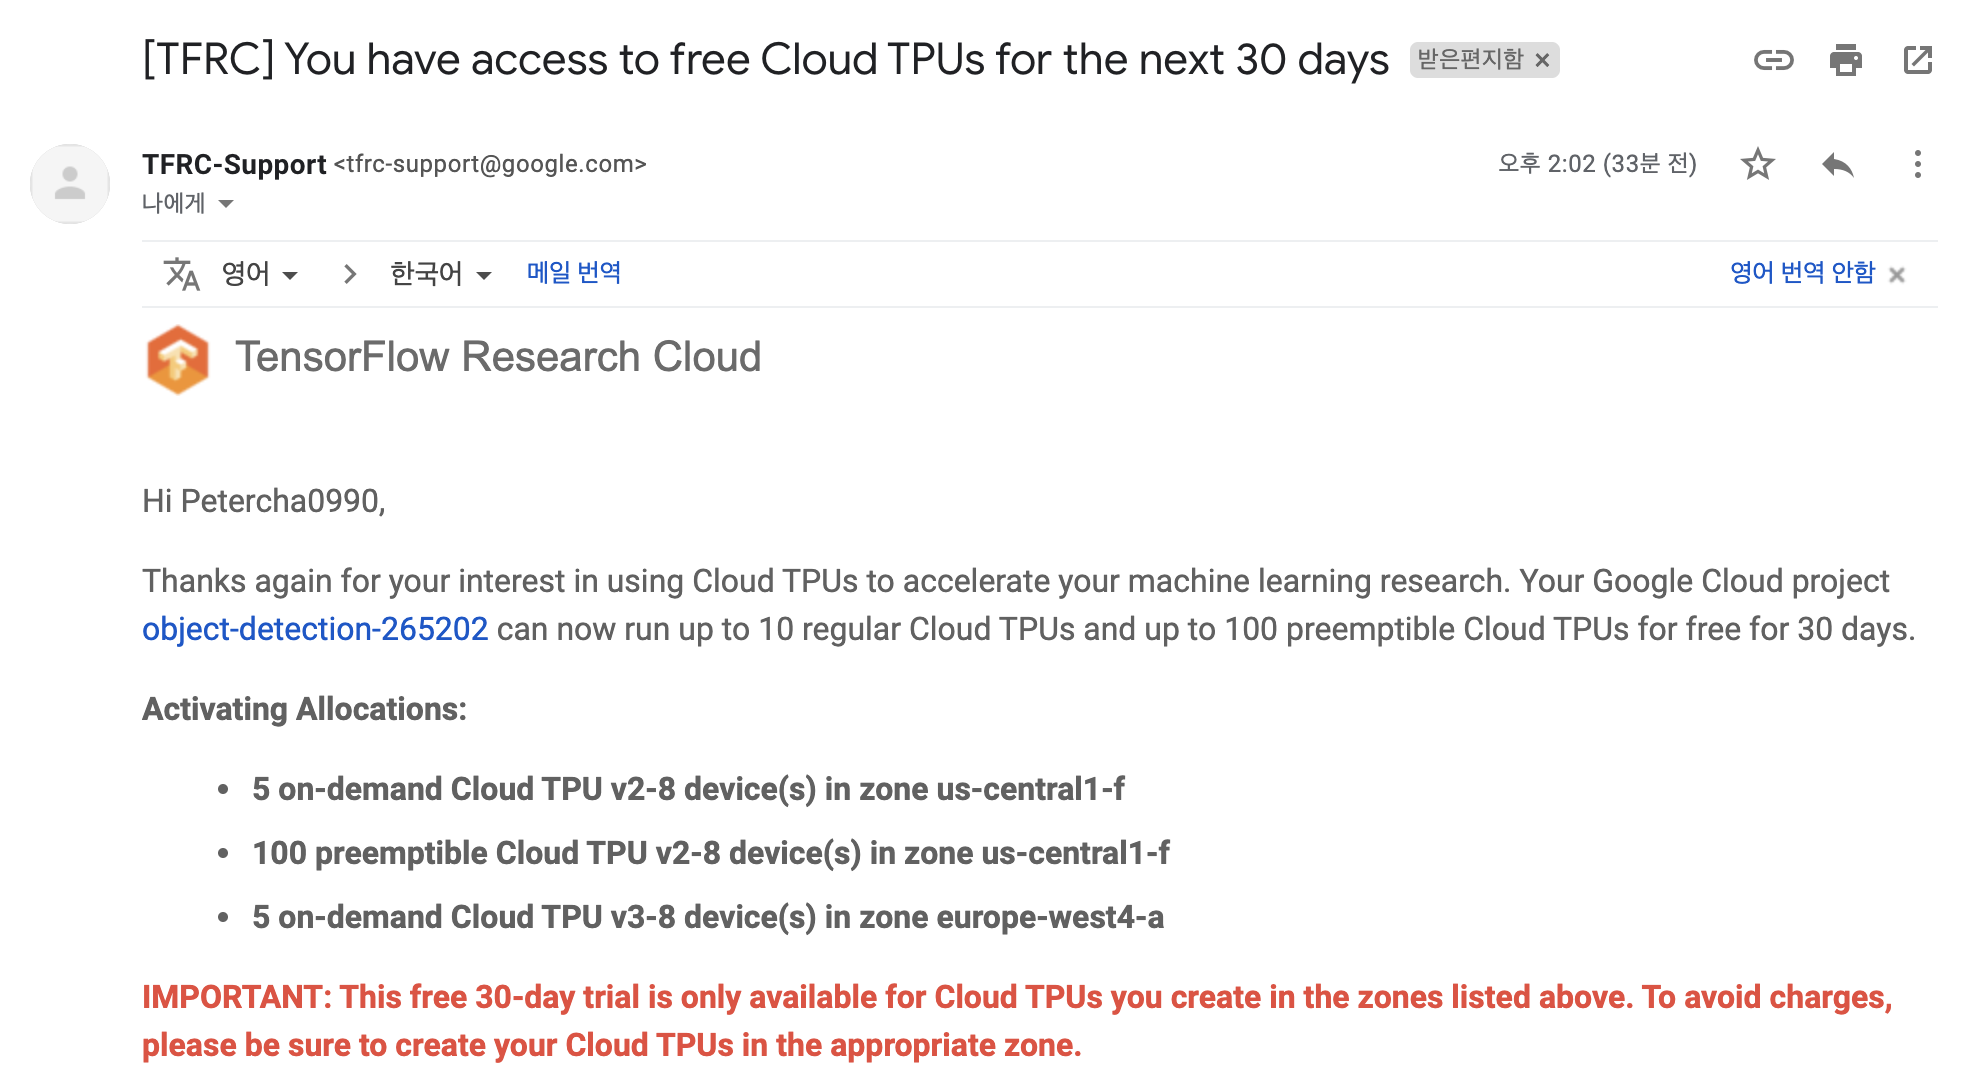 [TFRC] You have access to free Cloud TPUs for the next 30 days 받은편지함 ×
TFRC-Support <tfrc-support@google.com> 오후 2:02 (33분 전)
나에게
영어 한국어 메일 번역 영어 번역 안함 ×
TensorFlow Research Cloud
Hi Petercha0990,
Thanks again for your interest in using Cloud TPUs to accelerate your machine learning research. Your Google Cloud project
object-detection-265202 can now run up to 10 regular Cloud TPUs and up to 100 preemptible Cloud TPUs for free for 30 days.
Activating Allocations:
• 5 on-demand Cloud TPU v2-8 device(s) in zone us-central1-f
• 100 preemptible Cloud TPU v2-8 device(s) in zone us-central1-f
• 5 on-demand Cloud TPU v3-8 device(s) in zone europe-west4-a
IMPORTANT: This free 30-day trial is only available for Cloud TPUs you create in the zones listed above. To avoid charges,
please be sure to create your Cloud TPUs in the appropriate zone.